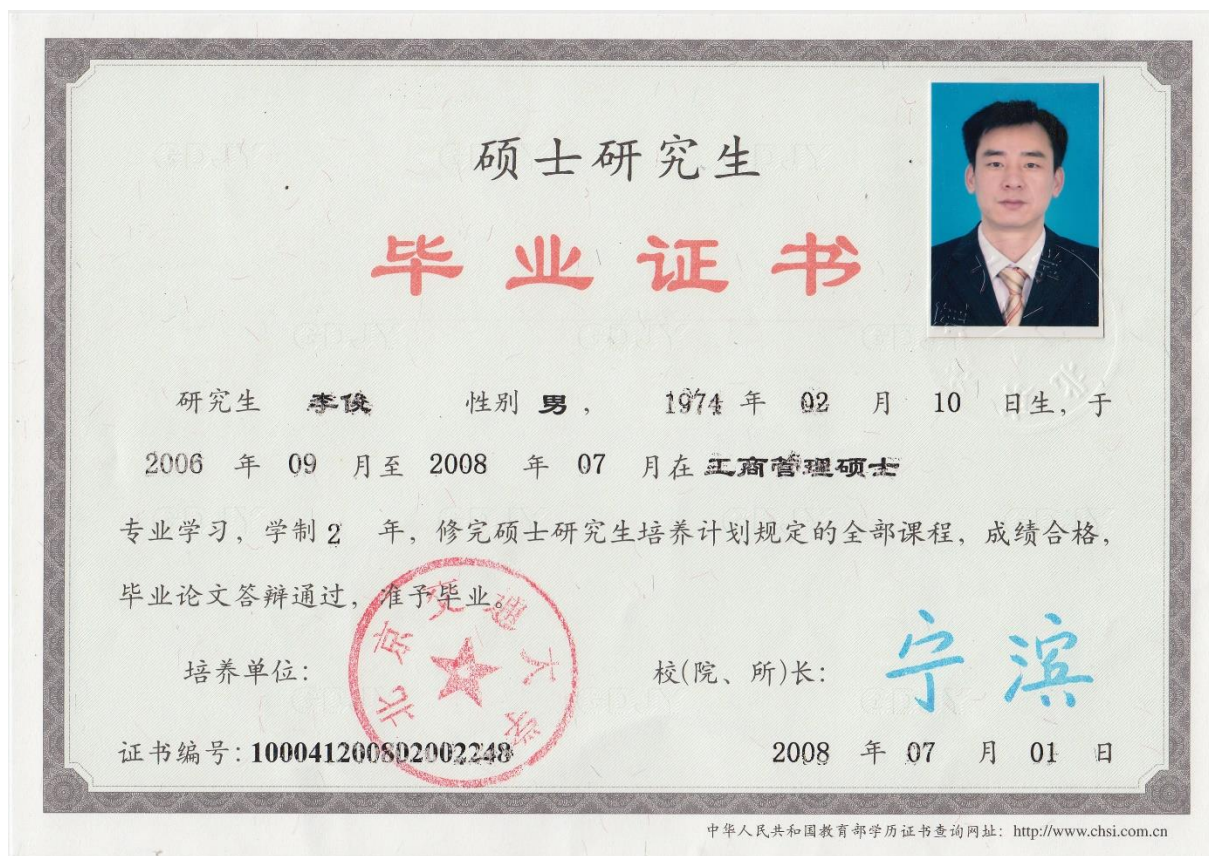 硕士研究生
毕业证书
研究生 李俊 性别 男， 1974 年 02 月 10 日生，于
2006 年 09 月至 2008 年 07 月在 工商管理硕士
专业学习，学制 2 年，修完硕士研究生培养计划规定的全部课程，成绩合格，
毕业论文答辩通过，准予毕业。
北京交通大学
培养单位： 校(院、所)长： 宁滨
证书编号：100041200802002248 2008 年 07 月 01 日
中华人民共和国教育部学历证书查询网址：http://www.chsi.com.cn